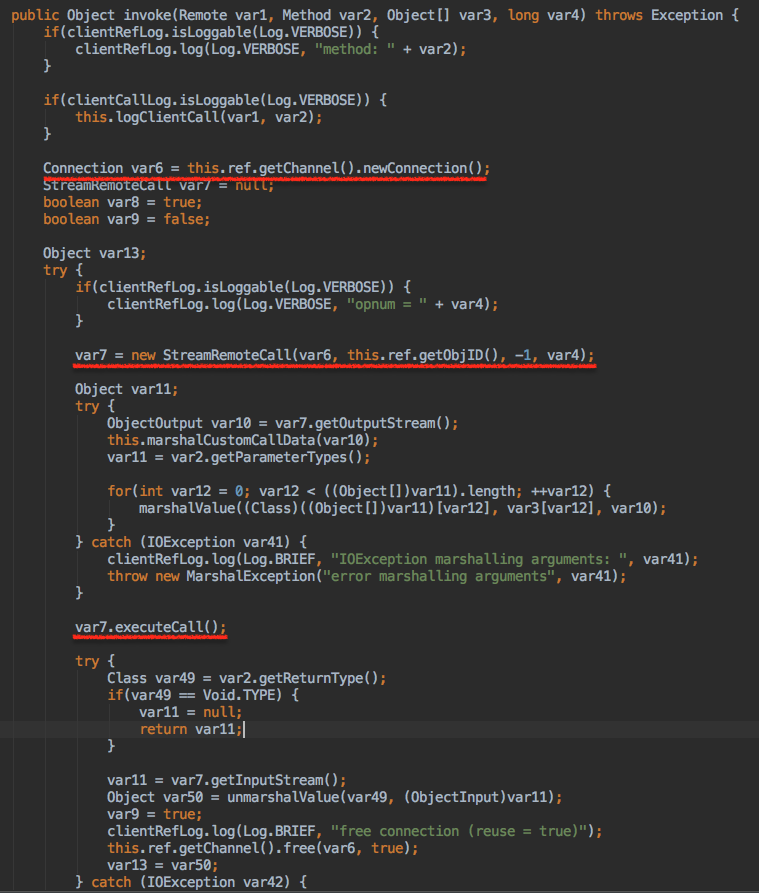 public Object invoke(Remote var1, Method var2, Object[] var3, long var4) throws Exception {
if(clientRefLog.isLoggable(Log.VERBOSE)) {
clientRefLog.log(Log.VERBOSE, "method: " + var2);
}
if(clientCallLog.isLoggable(Log.VERBOSE)) {
this.logClientCall(var1, var2);
}
Connection var6 = this.ref.getChannel().newConnection();
StreamRemoteCall var7 = null;
boolean var8 = true;
boolean var9 = false;
Object var13;
try {
if(clientRefLog.isLoggable(Log.VERBOSE)) {
clientRefLog.log(Log.VERBOSE, "opnum = " + var4);
}
var7 = new StreamRemoteCall(var6, this.ref.getObjID(), -1, var4);
Object var11;
try {
ObjectOutput var10 = var7.getOutputStream();
this.marshalCustomCallData(var10);
var11 = var2.getParameterTypes();
for(int var12 = 0; var12 < ((Object[])var11).length; ++var12) {
marshalValue((Class)((Object[])var11)[var12], var3[var12], var10);
}
} catch (IOException var41) {
clientRefLog.log(Log.BRIEF, "IOException marshalling arguments: ", var41);
throw new MarshalException("error marshalling arguments", var41);
}
var7.executeCall();
try {
Class var49 = var2.getReturnType();
if(var49 == Void.TYPE) {
var11 = null;
return var11;
}
var11 = var7.getInputStream();
Object var50 = unmarshalValue(var49, (ObjectInput)var11);
var9 = true;
clientRefLog.log(Log.BRIEF, "free connection (reuse = true)");
this.ref.getChannel().free(var6, true);
var13 = var50;
} catch (IOException var42) {